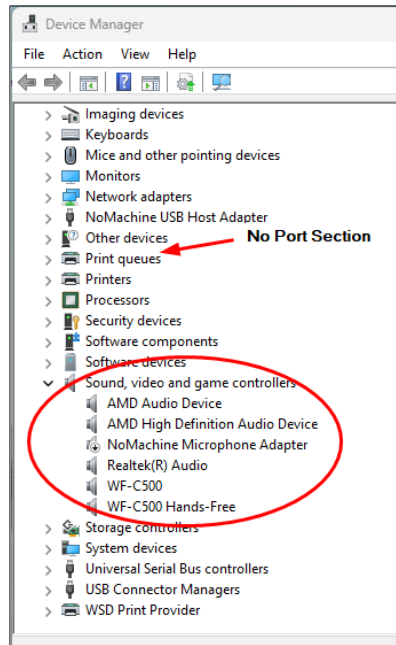 Device Manager
File Action View Help
Imaging devices
Keyboards
Mice and other pointing devices
Monitors
Network adapters
NoMachine USB Host Adapter
Other devices
No Port Section
Print queues
Printers
Processors
Security devices
Software components
Software devices
Sound, video and game controllers
AMD Audio Device
AMD High Definition Audio Device
NoMachine Microphone Adapter
Realtek(R) Audio
WF-C500
WF-C500 Hands-Free
Storage controllers
System devices
Universal Serial Bus controllers
USB Connector Managers
WSD Print Provider